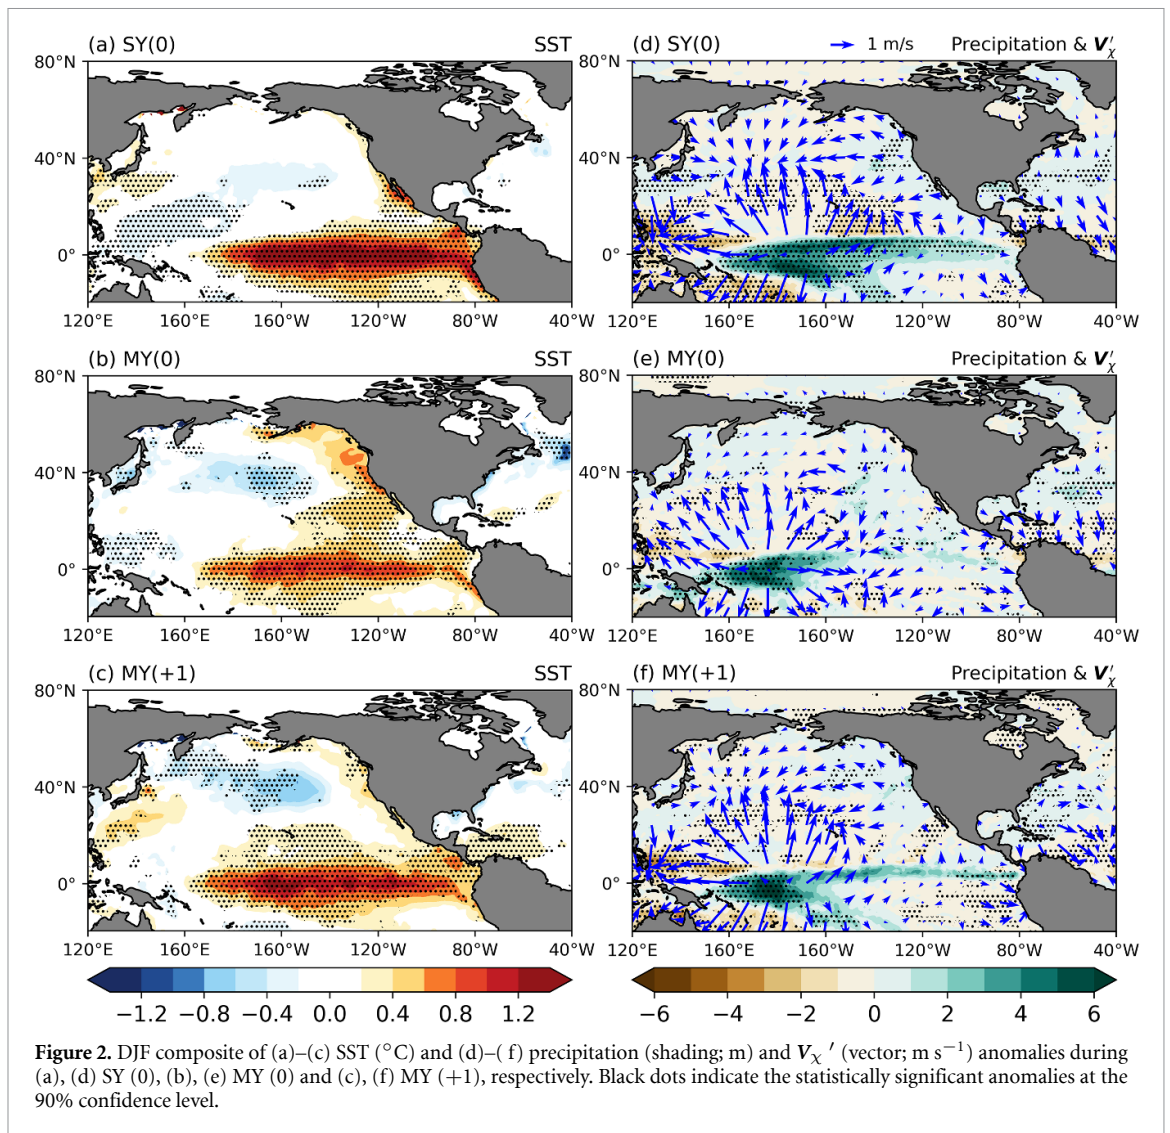 (a) SY(0) SST
80°N
40°N
0°
120°E 160°E 160°W 120°W 80°W 40°W
(d) SY(0) 1 m/s Precipitation & V′χ
80°N
40°N
0°
120°E 160°E 160°W 120°W 80°W 40°W
(b) MY(0) SST
80°N
40°N
0°
120°E 160°E 160°W 120°W 80°W 40°W
(e) MY(0) Precipitation & V′χ
80°N
40°N
0°
120°E 160°E 160°W 120°W 80°W 40°W
(c) MY(+1) SST
80°N
40°N
0°
120°E 160°E 160°W 120°W 80°W 40°W
(f) MY(+1) Precipitation & V′χ
80°N
40°N
0°
120°E 160°E 160°W 120°W 80°W 40°W
−1.2 −0.8 −0.4 0.0 0.4 0.8 1.2
−6 −4 −2 0 2 4 6
Figure 2. DJF composite of (a)–(c) SST (°C) and (d)–( f) precipitation (shading; m) and Vχ ′ (vector; m s−1) anomalies during
(a), (d) SY (0), (b), (e) MY (0) and (c), (f) MY (+1), respectively. Black dots indicate the statistically significant anomalies at the
90% confidence level.